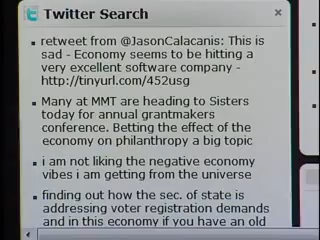 Twitter Search
retweet from @JasonCalacanis: This is
sad - Economy seems to be hitting a
very excellent software company -
http://tinyurl.com/452usg
Many at MMT are heading to Sisters
today for annual grantmakers
conference. Betting the effect of the
economy on philanthropy a big topic
i am not liking the negative economy
vibes i am getting from the universe
finding out how the sec. of state is
addressing voter registration demands
and in this economy if you have an old